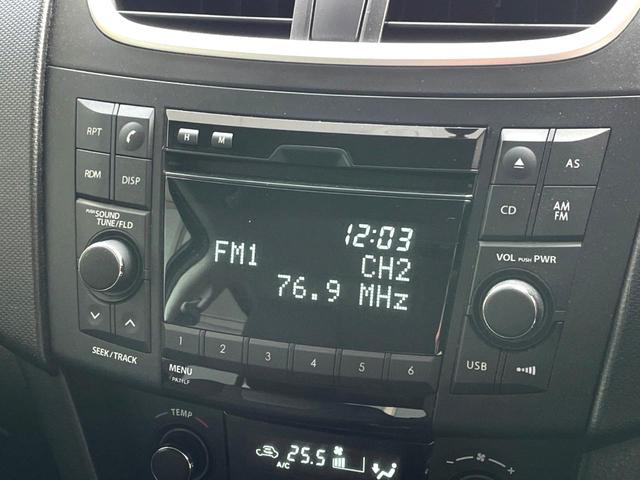 RPT
RDM
DISP
PUSH SOUND
TUNE/FLD
SEEK/TRACK
H M
12:03
FM1 CH2
76.9 MHz
1 2 3 4 5 6
MENU
PA71LF
AS
CD
AM
FM
VOL PUSH PWR
USB
TEMP
A/C 25.5
- +